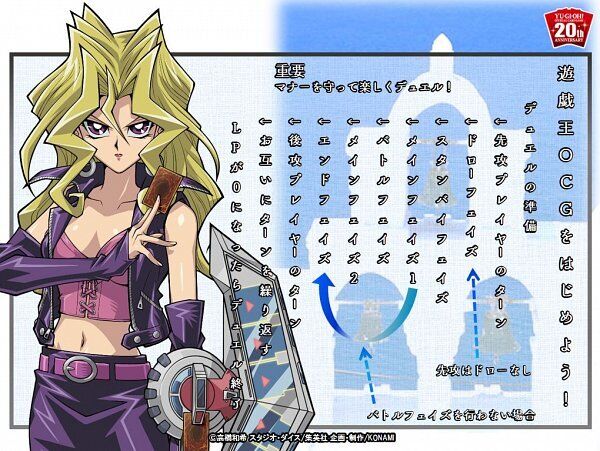 遊戯王OCGをはじめよう！
デュエルの準備
↓先攻プレイヤーのターン
↓ドローフェイズ
先攻はドローなし
↓スタンバイフェイズ
↓メインフェイズ1
↓バトルフェイズ
↓メインフェイズ2
↓エンドフェイズ
バトルフェイズを行わない場合
↓後攻プレイヤーのターン
↓お互いにターンを繰り返す
LPが0になったらデュエル終了
重要
マナーを守って楽しくデュエル！
YU-GI-OH!
20th
ANNIVERSARY
©高橋和希 スタジオ・ダイス/集英社 企画・制作/KONAMI